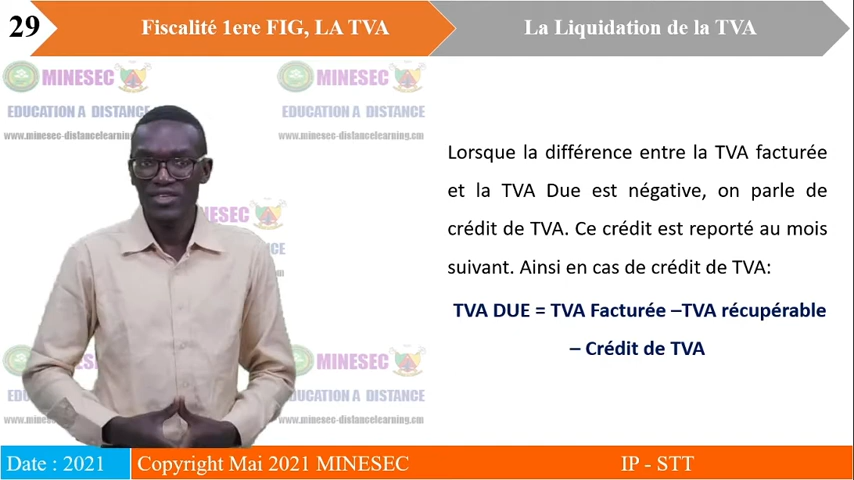 29
Fiscalité 1ere FIG, LA TVA
La Liquidation de la TVA
MINESEC
EDUCATION A DISTANCE
www.minesec-distancelearning.cm
MINESEC
EDUCATION A DISTANCE
www.minesec-distancelearning.cm
Lorsque la différence entre la TVA facturée
et la TVA Due est négative, on parle de
crédit de TVA. Ce crédit est reporté au mois
suivant. Ainsi en cas de crédit de TVA:
TVA DUE = TVA Facturée –TVA récupérable
– Crédit de TVA
MINESEC
EDUCATION A DISTANCE
www.minesec-distancelearning.cm
Date : 2021
Copyright Mai 2021 MINESEC
IP - STT